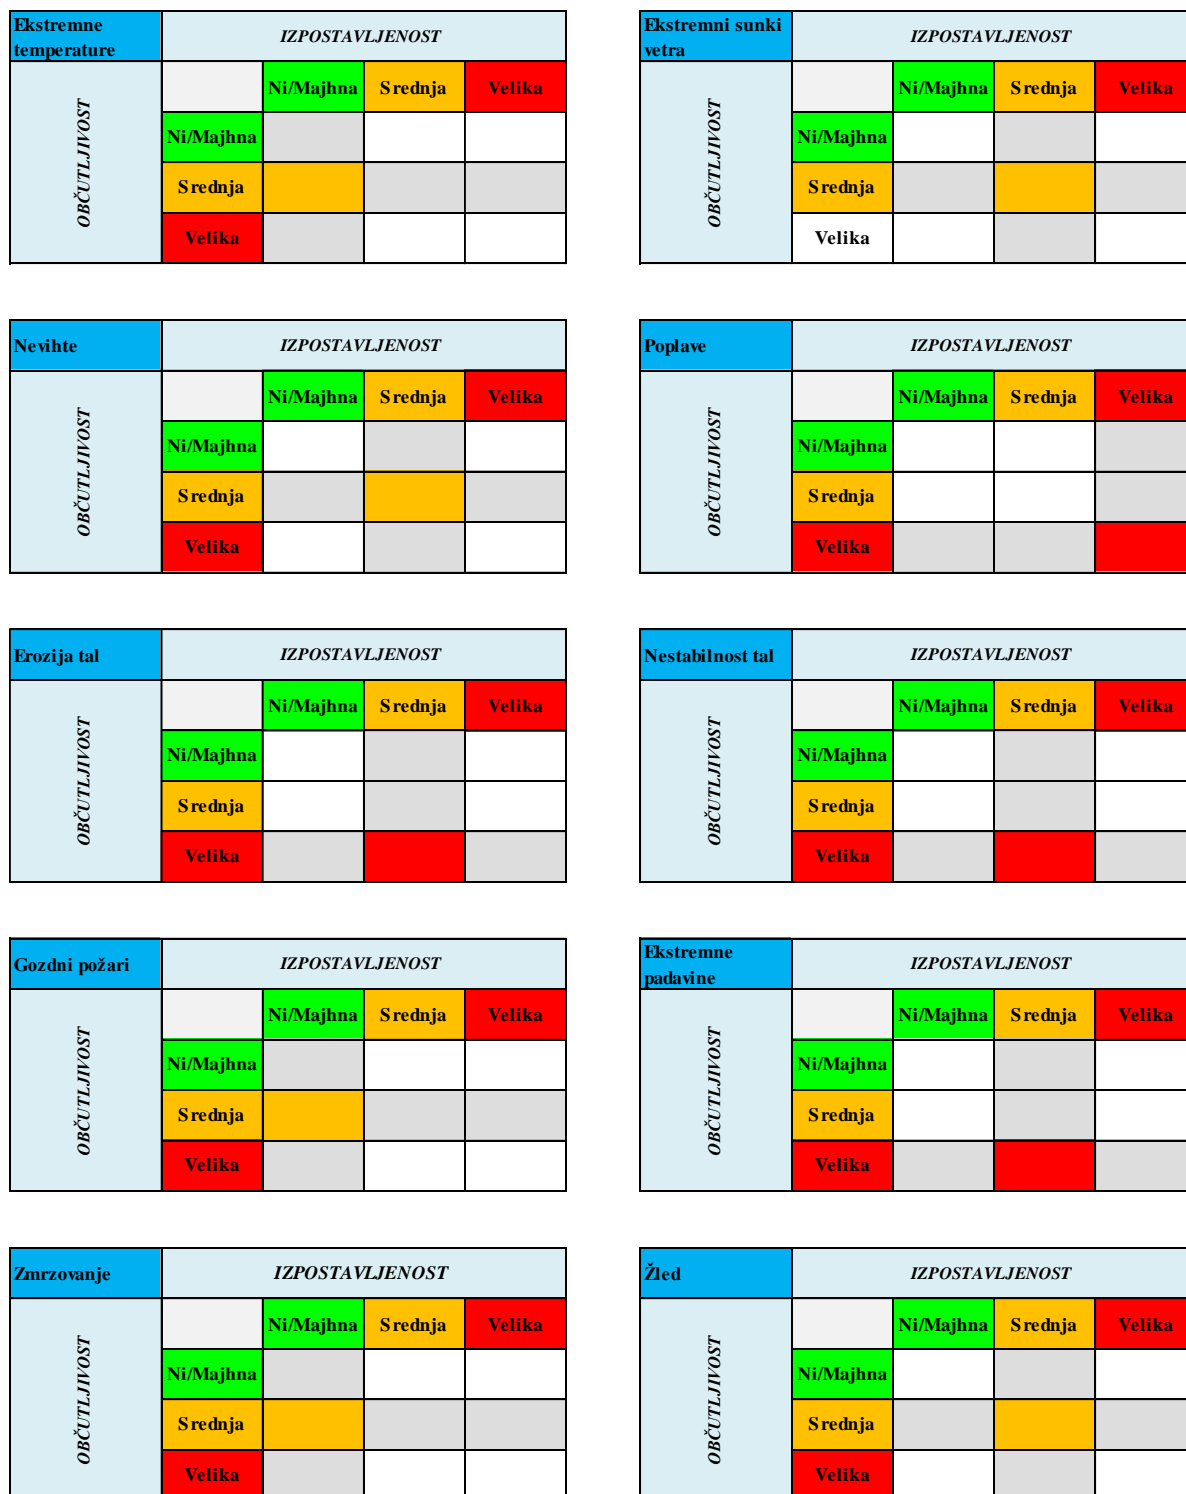 Ekstremne
temperature
IZPOSTAVLJENOST
OBČUTLJIVOST
Ni/Majhna Srednja Velika
Ni/Majhna
Srednja
Velika
Ekstremni sunki
vetra
IZPOSTAVLJENOST
OBČUTLJIVOST
Ni/Majhna Srednja Velika
Ni/Majhna
Srednja
Velika
Nevihte
IZPOSTAVLJENOST
OBČUTLJIVOST
Ni/Majhna Srednja Velika
Ni/Majhna
Srednja
Velika
Poplave
IZPOSTAVLJENOST
OBČUTLJIVOST
Ni/Majhna Srednja Velika
Ni/Majhna
Srednja
Velika
Erozija tal
IZPOSTAVLJENOST
OBČUTLJIVOST
Ni/Majhna Srednja Velika
Ni/Majhna
Srednja
Velika
Nestabilnost tal
IZPOSTAVLJENOST
OBČUTLJIVOST
Ni/Majhna Srednja Velika
Ni/Majhna
Srednja
Velika
Gozdni požari
IZPOSTAVLJENOST
OBČUTLJIVOST
Ni/Majhna Srednja Velika
Ni/Majhna
Srednja
Velika
Ekstremne
padavine
IZPOSTAVLJENOST
OBČUTLJIVOST
Ni/Majhna Srednja Velika
Ni/Majhna
Srednja
Velika
Zmrzovanje
IZPOSTAVLJENOST
OBČUTLJIVOST
Ni/Majhna Srednja Velika
Ni/Majhna
Srednja
Velika
Žled
IZPOSTAVLJENOST
OBČUTLJIVOST
Ni/Majhna Srednja Velika
Ni/Majhna
Srednja
Velika